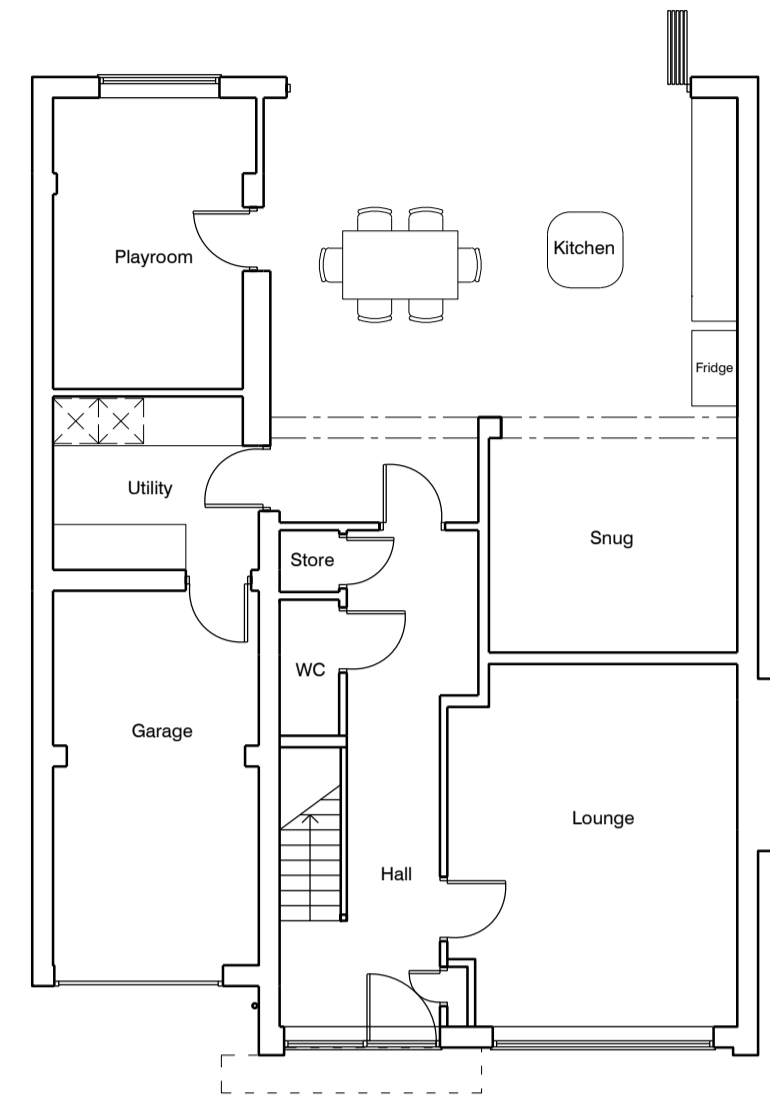 Playroom
Kitchen
Fridge
Utility
Store
Snug
WC
Garage
Lounge
Hall